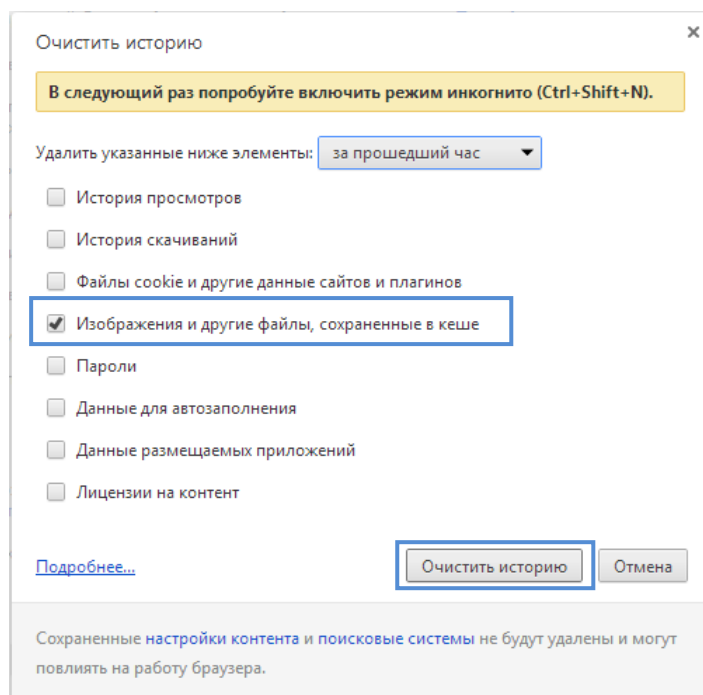 Очистить историю
В следующий раз попробуйте включить режим инкогнито (Ctrl+Shift+N).
Удалить указанные ниже элементы: за прошедший час
История просмотров
История скачиваний
Файлы cookie и другие данные сайтов и плагинов
Изображения и другие файлы, сохраненные в кеше
Пароли
Данные для автозаполнения
Данные размещаемых приложений
Лицензии на контент
Подробнее... Очистить историю Отмена
Сохраненные настройки контента и поисковые системы не будут удалены и могут
повлиять на работу браузера.